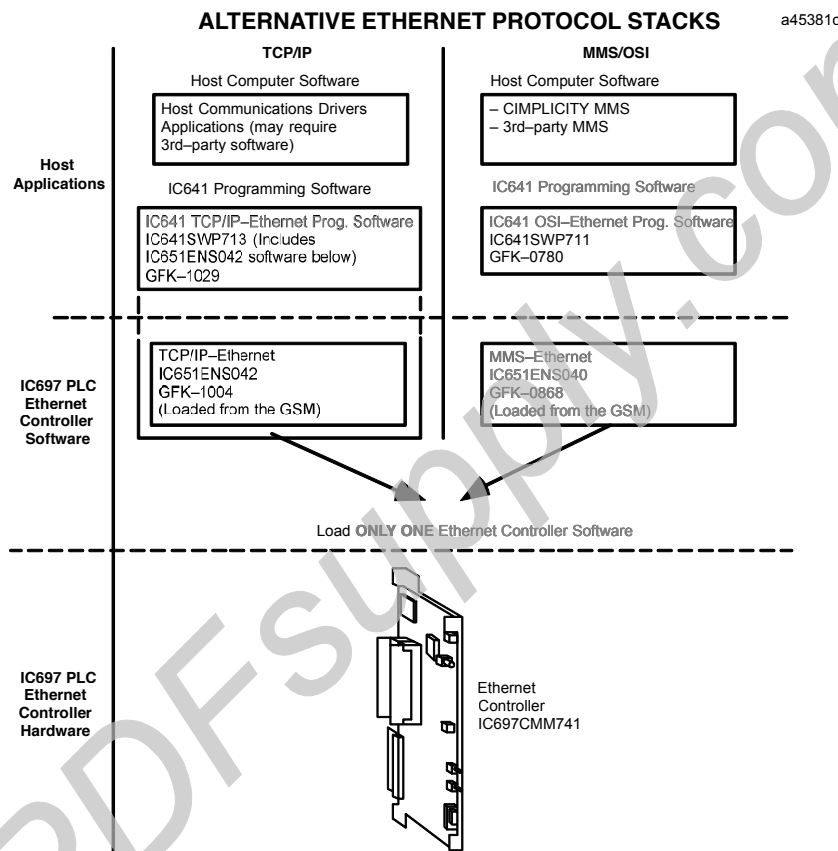 ALTERNATIVE ETHERNET PROTOCOL STACKS
a45381c
TCP/IP
MMS/OSI
Host Computer Software
Host Computer Software
Host Communications Drivers
Applications (may require
3rd–party software)
– CIMPLICITY MMS
– 3rd–party MMS
Host
Applications
IC641 Programming Software
IC641 Programming Software
IC641 TCP/IP–Ethernet Prog. Software
IC641SWP713 (Includes
IC651ENS042 software below)
GFK–1029
IC641 OSI–Ethernet Prog. Software
IC641SWP711
GFK–0780
IC697 PLC
Ethernet
Controller
Software
TCP/IP–Ethernet
IC651ENS042
GFK–1004
(Loaded from the GSM)
MMS–Ethernet
IC651ENS040
GFK–0868
(Loaded from the GSM)
Load ONLY ONE Ethernet Controller Software
IC697 PLC
Ethernet
Controller
Hardware
Ethernet
Controller
IC697CMM741
PDFsupply.com